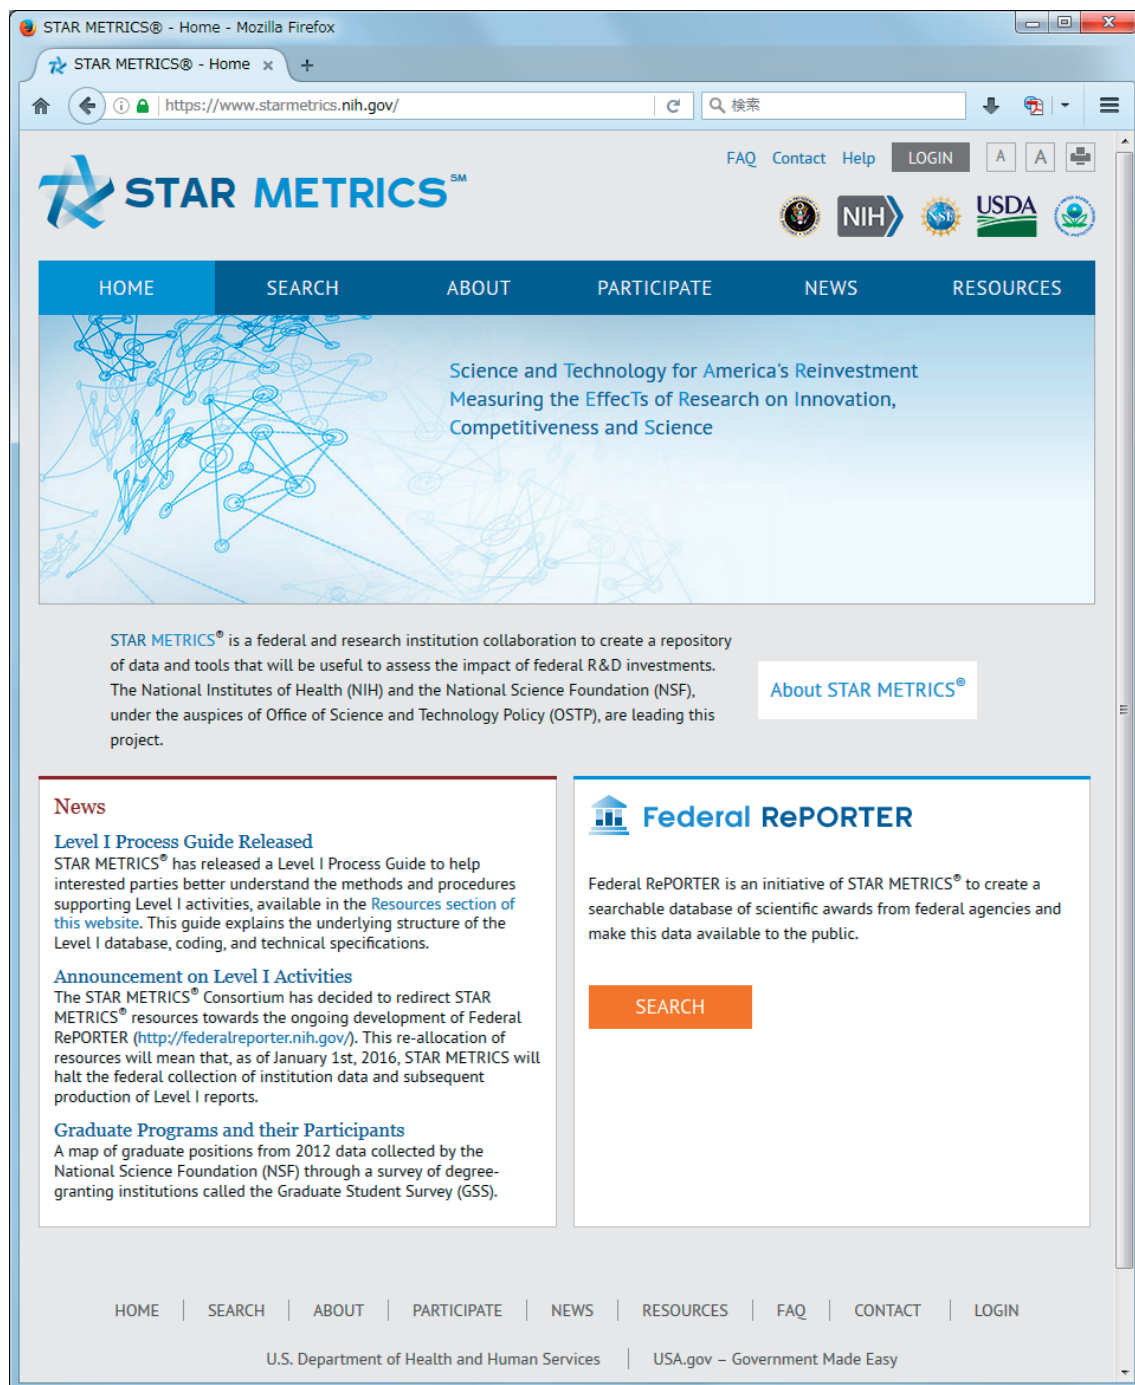 STAR METRICS® - Home - Mozilla Firefox
STAR METRICS® - Home
https://www.starmetrics.nih.gov/
検索
FAQ Contact Help LOGIN A A
STAR METRICS℠
NIH NSF USDA
HOME SEARCH ABOUT PARTICIPATE NEWS RESOURCES
Science and Technology for America's Reinvestment
Measuring the EffecTs of Research on Innovation,
Competitiveness and Science
STAR METRICS® is a federal and research institution collaboration to create a repository
of data and tools that will be useful to assess the impact of federal R&D investments.
The National Institutes of Health (NIH) and the National Science Foundation (NSF),
under the auspices of Office of Science and Technology Policy (OSTP), are leading this
project.
About STAR METRICS®
News
Level I Process Guide Released
STAR METRICS® has released a Level I Process Guide to help
interested parties better understand the methods and procedures
supporting Level I activities, available in the Resources section of
this website. This guide explains the underlying structure of the
Level I database, coding, and technical specifications.
Announcement on Level I Activities
The STAR METRICS® Consortium has decided to redirect STAR
METRICS® resources towards the ongoing development of Federal
RePORTER (http://federalreporter.nih.gov/). This re-allocation of
resources will mean that, as of January 1st, 2016, STAR METRICS will
halt the federal collection of institution data and subsequent
production of Level I reports.
Graduate Programs and their Participants
A map of graduate positions from 2012 data collected by the
National Science Foundation (NSF) through a survey of degree-
granting institutions called the Graduate Student Survey (GSS).
Federal RePORTER
Federal RePORTER is an initiative of STAR METRICS® to create a
searchable database of scientific awards from federal agencies and
make this data available to the public.
SEARCH
HOME SEARCH ABOUT PARTICIPATE NEWS RESOURCES FAQ CONTACT LOGIN
U.S. Department of Health and Human Services USA.gov – Government Made Easy